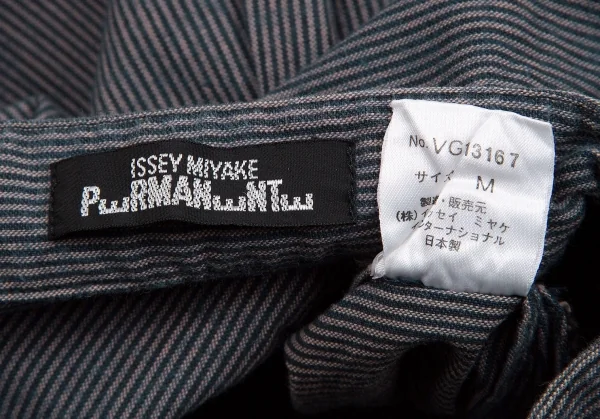 ISSEY MIYAKE
PERMANENTE
No. VG13167
サイズ M
製造・販売元
(株)イッセイ ミヤケ
インターナショナル
日本製